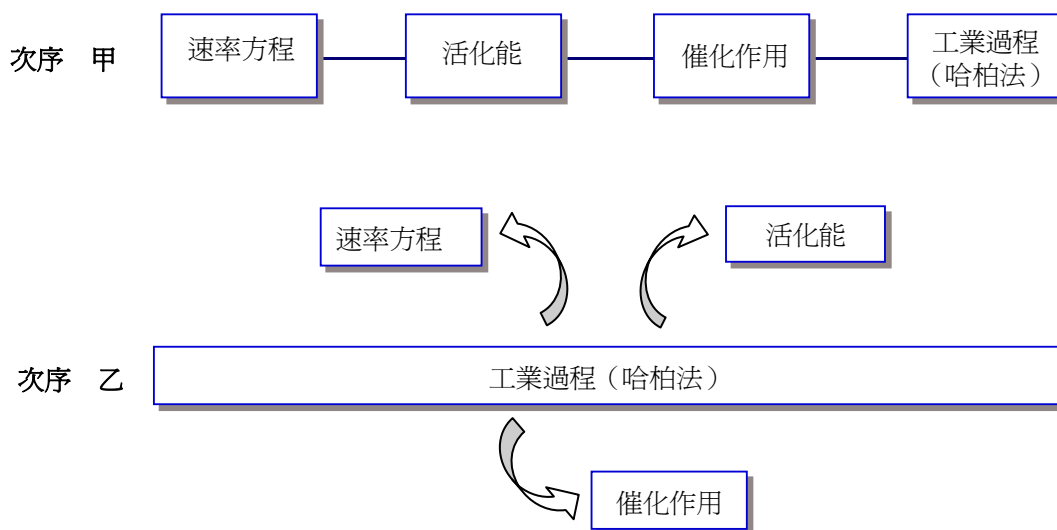 次序 甲
速率方程
活化能
催化作用
工業過程
（哈柏法）
速率方程
活化能
次序 乙
工業過程（哈柏法）
催化作用